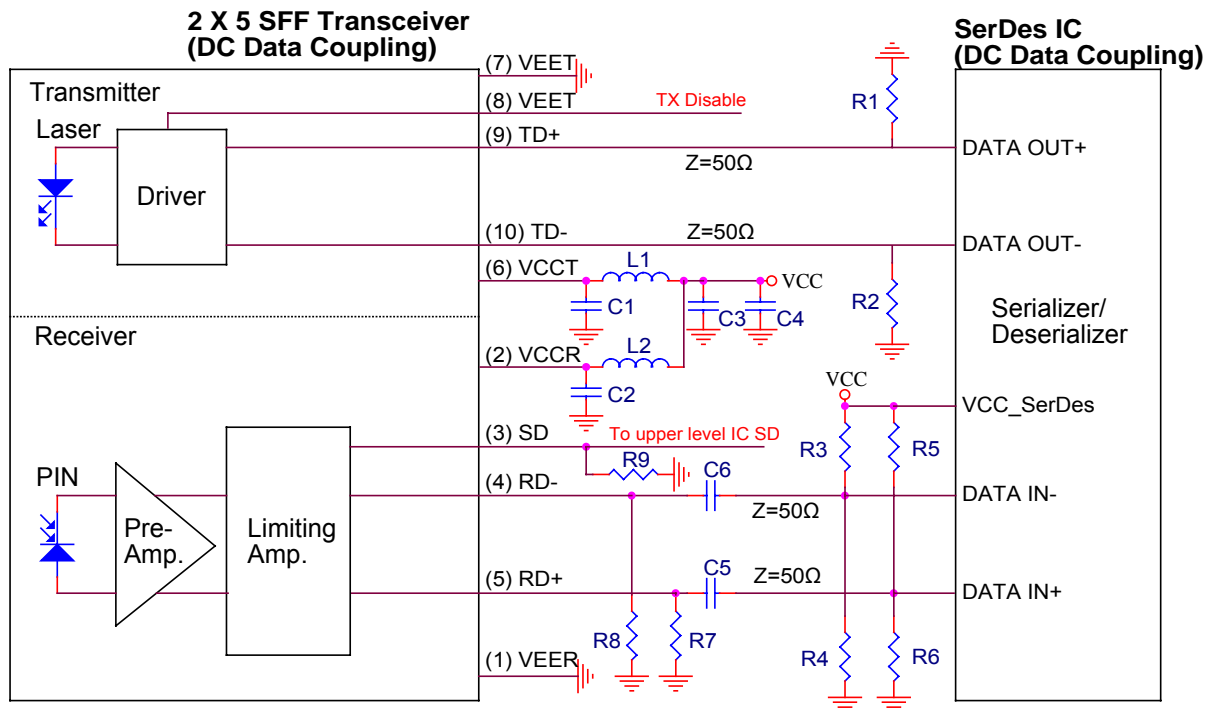 2 X 5 SFF Transceiver
(DC Data Coupling)
SerDes IC
(DC Data Coupling)
(7) VEET
Transmitter
(8) VEET
TX Disable
R1
Laser
(9) TD+
DATA OUT+
Z=50Ω
Driver
(10) TD-
Z=50Ω
DATA OUT-
(6) VCCT
L1
VCC
C1
C3
C4
R2
Serializer/
Deserializer
Receiver
(2) VCCR
L2
C2
VCC
VCC_SerDes
(3) SD
To upper level IC SD
R3
R5
R9
PIN
(4) RD-
C6
DATA IN-
Z=50Ω
Pre-
Amp.
Limiting
Amp.
(5) RD+
C5
Z=50Ω
DATA IN+
R8
R7
R4
R6
(1) VEER